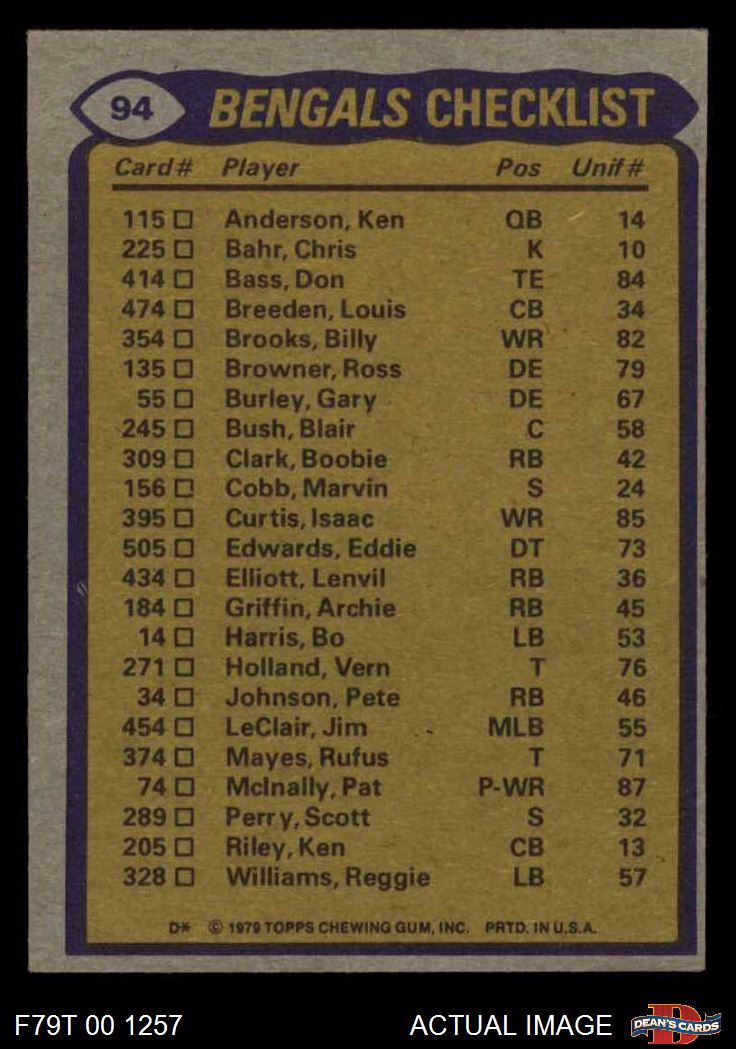 94 BENGALS CHECKLIST
Card# Player Pos Unif#
115 Anderson, Ken QB 14
225 Bahr, Chris K 10
414 Bass, Don TE 84
474 Breeden, Louis CB 34
354 Brooks, Billy WR 82
135 Browner, Ross DE 79
55 Burley, Gary DE 67
245 Bush, Blair C 58
309 Clark, Boobie RB 42
156 Cobb, Marvin S 24
395 Curtis, Isaac WR 85
505 Edwards, Eddie DT 73
434 Elliott, Lenvil RB 36
184 Griffin, Archie RB 45
14 Harris, Bo LB 53
271 Holland, Vern T 76
34 Johnson, Pete RB 46
454 LeClair, Jim MLB 55
374 Mayes, Rufus T 71
74 McInally, Pat P-WR 87
289 Perry, Scott S 32
205 Riley, Ken CB 13
328 Williams, Reggie LB 57
D* © 1979 TOPPS CHEWING GUM, INC. PRTD. IN U.S.A.
F79T 00 1257 ACTUAL IMAGE D DEAN'S CARDS